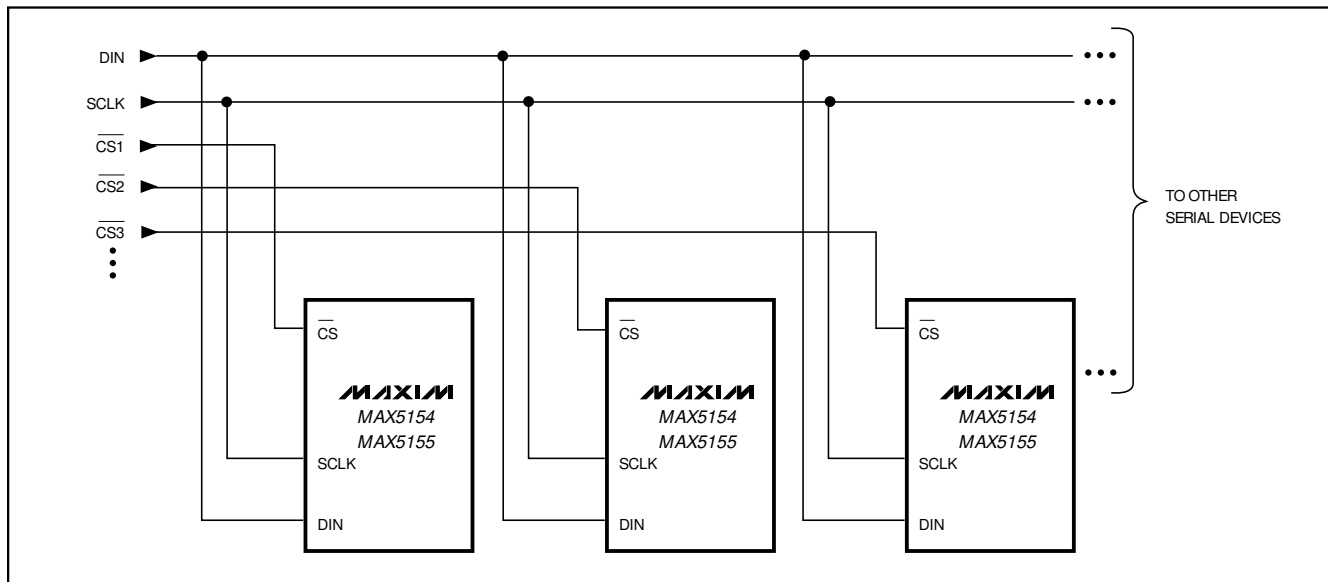 DIN
SCLK
CS1
CS2
CS3
TO OTHER
SERIAL DEVICES
CS
MAXIM
MAX5154
MAX5155
SCLK
DIN
CS
MAXIM
MAX5154
MAX5155
SCLK
DIN
CS
MAXIM
MAX5154
MAX5155
SCLK
DIN